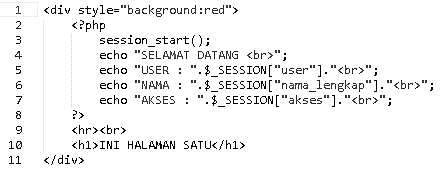 1 <div style="background:red">
2 <?php
3 session_start();
4 echo "SELAMAT DATANG <br>";
5 echo "USER : ".$_SESSION["user"]."<br>";
6 echo "NAMA : ".$_SESSION["nama_lengkap"]."<br>";
7 echo "AKSES : ".$_SESSION["akses"]."<br>";
8 ?>
9 <hr><br>
10 <h1>INI HALAMAN SATU</h1>
11 </div>